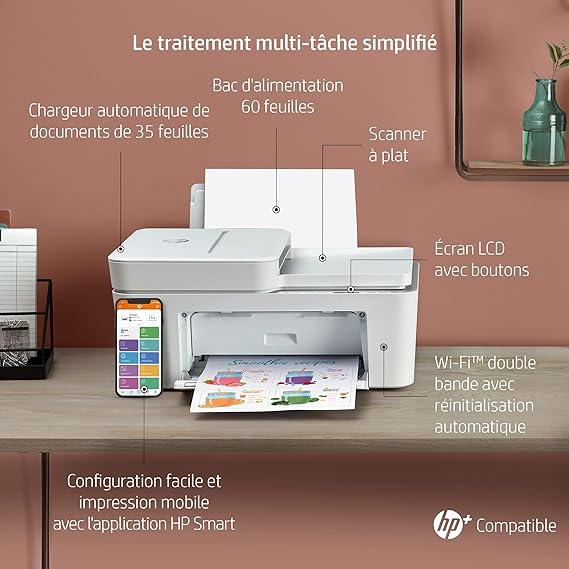 Le traitement multi-tâche simplifié
Bac d'alimentation
60 feuilles
Chargeur automatique de
documents de 35 feuilles
Scanner
à plat
Écran LCD
avec boutons
Wi-Fi™ double
bande avec
réinitialisation
automatique
Smoothie recipes
Configuration facile et
impression mobile
avec l'application HP Smart
hp+ Compatible